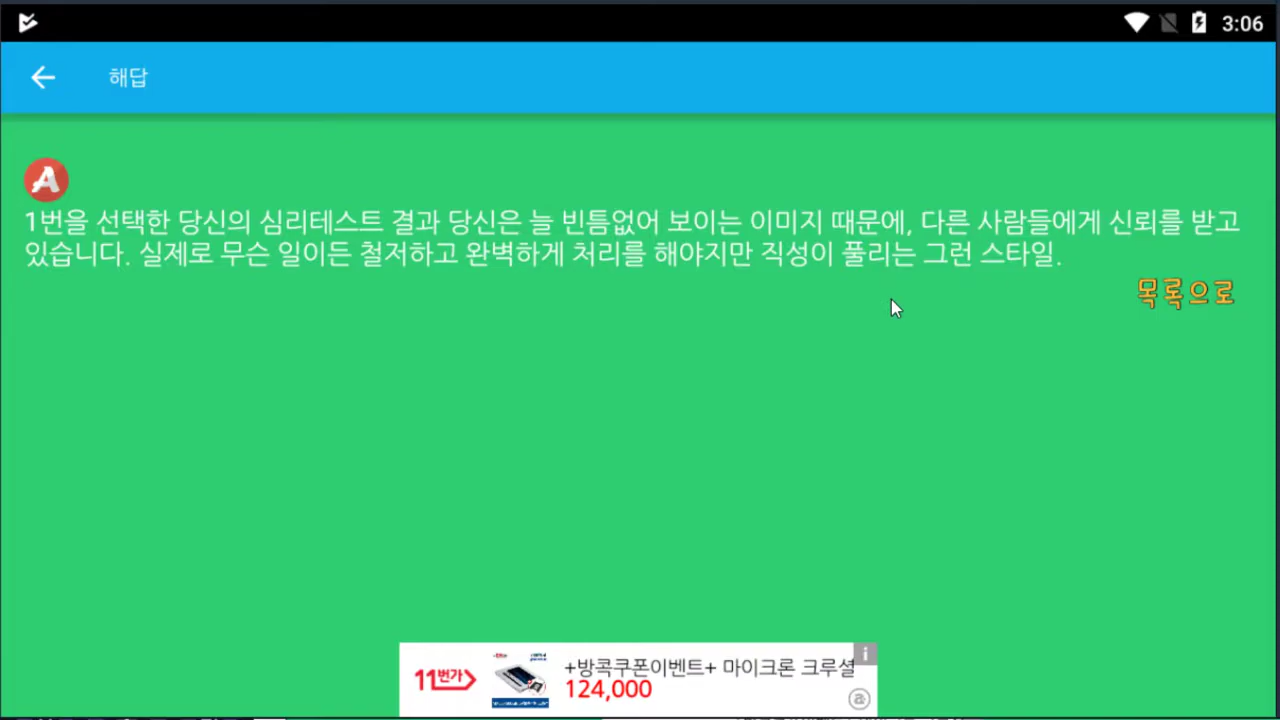 3:06
해답
A
1번을 선택한 당신의 심리테스트 결과 당신은 늘 빈틈없어 보이는 이미지 때문에, 다른 사람들에게 신뢰를 받고
있습니다. 실제로 무슨 일이든 철저하고 완벽하게 처리를 해야지만 직성이 풀리는 그런 스타일.
목록으로
11번가
+방콕쿠폰이벤트+ 마이크론 크루셜
124,000